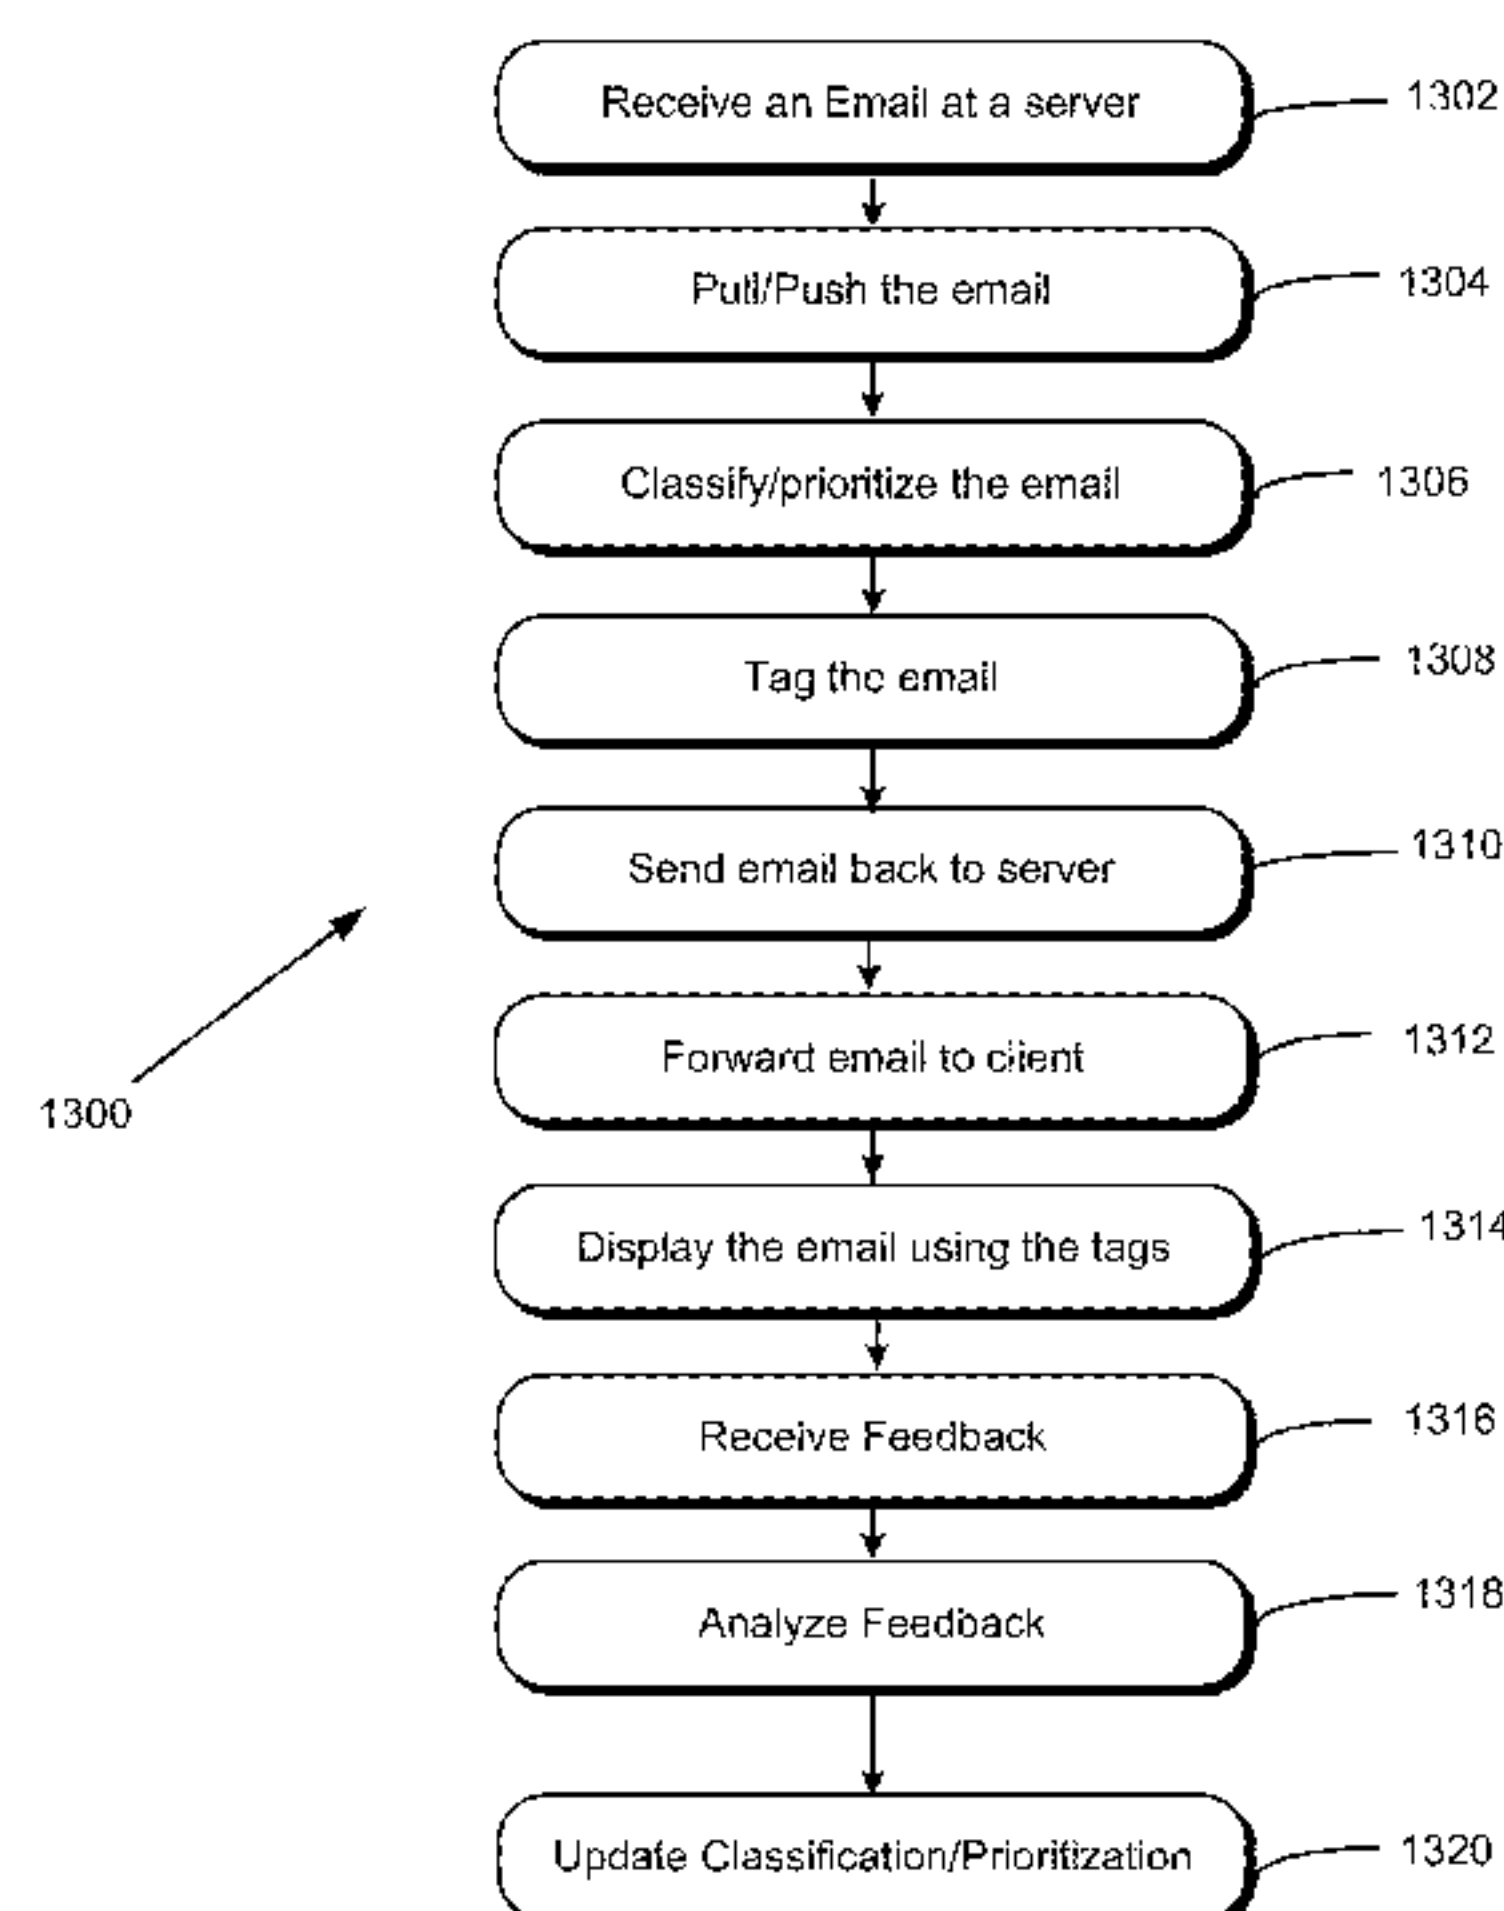 Receive an Email at a server
1302
Pull/Push the email
1304
Classify/prioritize the email
1306
Tag the email
1308
Send email back to server
1310
Forward email to client
1312
1300
Display the email using the tags
1314
Receive Feedback
1316
Analyze Feedback
1318
Update Classification/Prioritization
1320